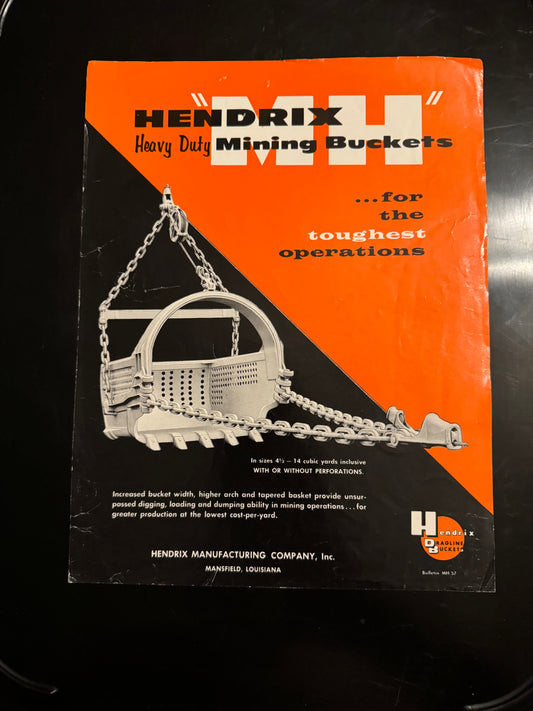 "MH"
HENDRIX
Heavy Duty Mining Buckets
...for
the
toughest
operations
In sizes 4½ — 14 cubic yards inclusive
WITH OR WITHOUT PERFORATIONS.
Increased bucket width, higher arch and tapered basket provide unsur-
passed digging, loading and dumping ability in mining operations...for
greater production at the lowest cost-per-yard.
HENDRIX MANUFACTURING COMPANY, Inc.
MANSFIELD, LOUISIANA
Hendrix
DRAGLINE
BUCKETS
Bulletin MH-57